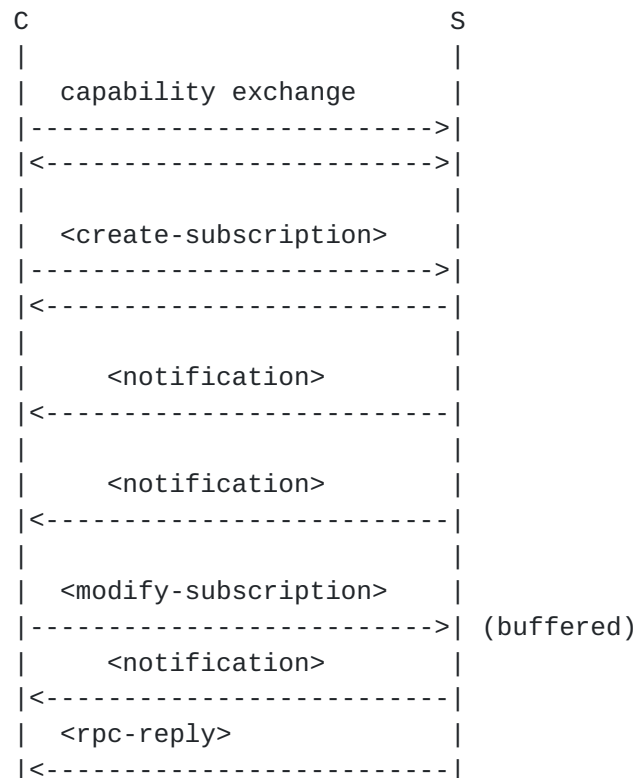 C                           S
|                           |
|  capability exchange      |
|-------------------------->|
|<------------------------->|
|                           |
|  <create-subscription>    |
|-------------------------->|
|<--------------------------|
|                           |
|     <notification>        |
|<--------------------------|
|                           |
|     <notification>        |
|<--------------------------|
|                           |
|  <modify-subscription>    |
|-------------------------->| (buffered)
|     <notification>        |
|<--------------------------|
|  <rpc-reply>              |
|<--------------------------|